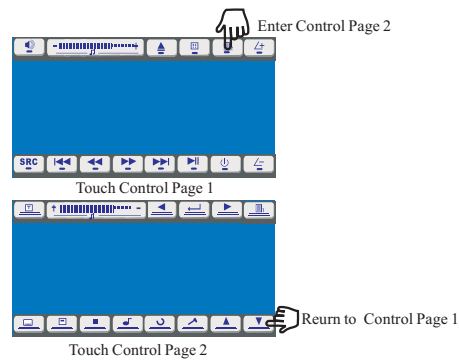 Enter Control Page 2
SRC
Touch Control Page 1
Reurn to Control Page 1
Touch Control Page 2